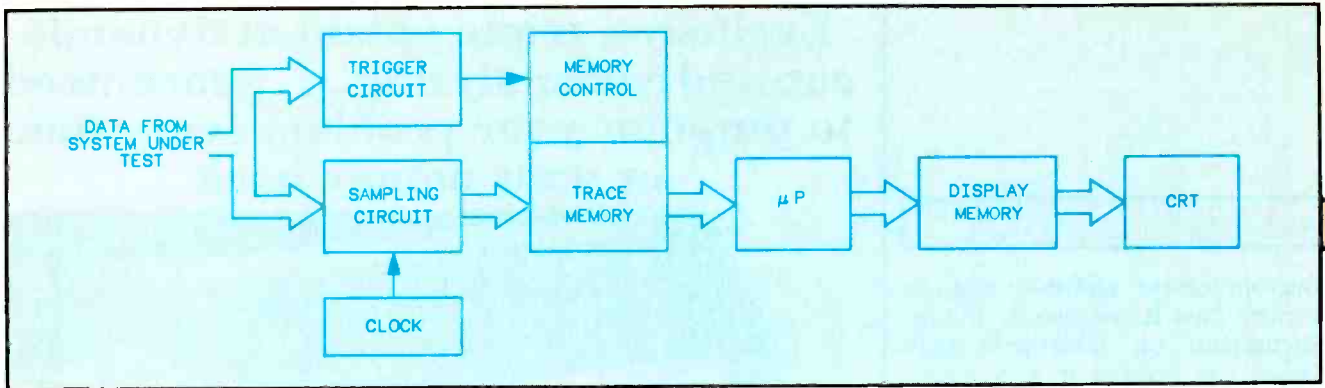 TRIGGER
CIRCUIT
MEMORY
CONTROL
DATA FROM
SYSTEM UNDER
TEST
SAMPLING
CIRCUIT
TRACE
MEMORY
μP
DISPLAY
MEMORY
CRT
CLOCK